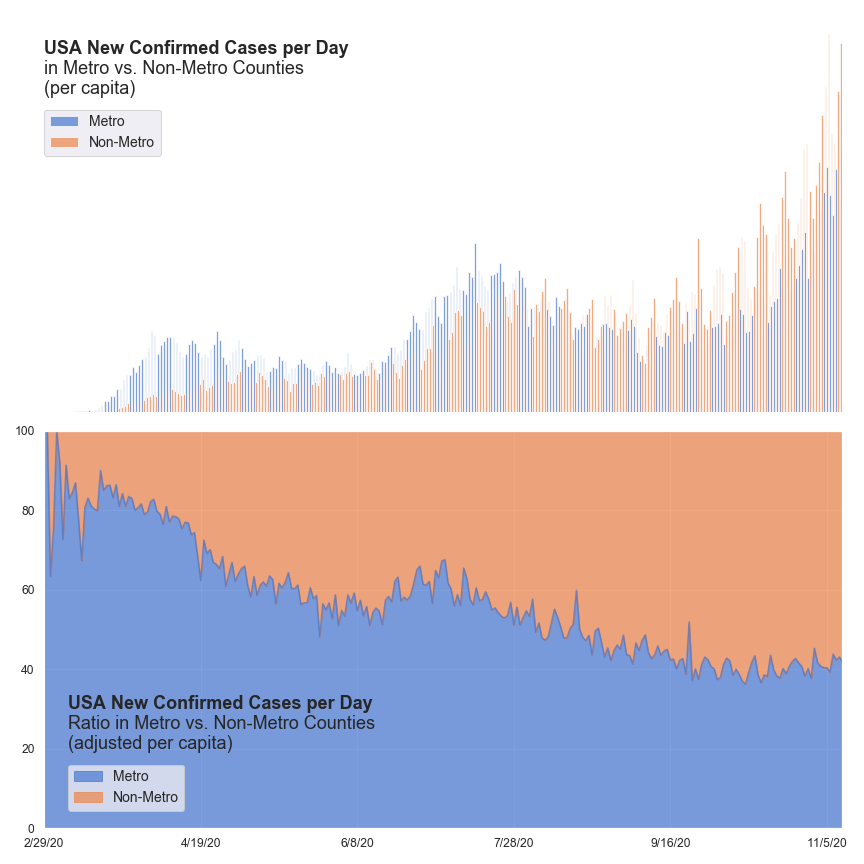 USA New Confirmed Cases per Day
in Metro vs. Non-Metro Counties
(per capita)
Metro
Non-Metro
100
80
60
40
20
0
USA New Confirmed Cases per Day
Ratio in Metro vs. Non-Metro Counties
(adjusted per capita)
Metro
Non-Metro
2/29/20 4/19/20 6/8/20 7/28/20 9/16/20 11/5/20